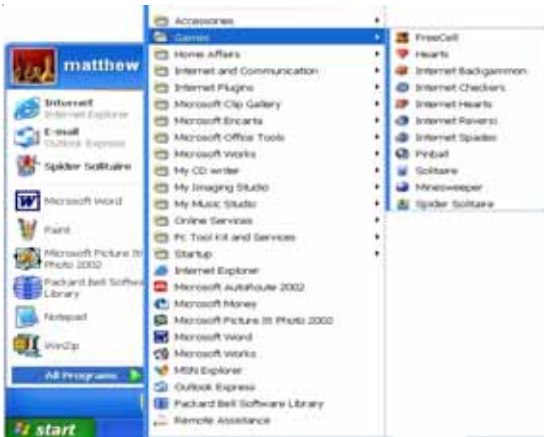 matthew
Internet
Internet Explorer
E-mail
Outlook Express
Spider Solitaire
Microsoft Word
Paint
Microsoft Picture It!
Photo 2002
Packard Bell Software
Library
Notepad
WinZip
All Programs
start
Accessories
Games
Home Affairs
Internet and Communication
Internet Plugins
Microsoft Clip Gallery
Microsoft Encarta
Microsoft Office Tools
Microsoft Works
My CD writer
My Imaging Studio
My Music Studio
Online Services
Pc Tool Kit and Services
Startup
Internet Explorer
Microsoft AutoRoute 2002
Microsoft Money
Microsoft Picture It! Photo 2002
Microsoft Word
Microsoft Works
MSN Explorer
Outlook Express
Packard Bell Software Library
Remote Assistance
FreeCell
Hearts
Internet Backgammon
Internet Checkers
Internet Hearts
Internet Reversi
Internet Spades
Pinball
Solitaire
Minesweeper
Spider Solitaire